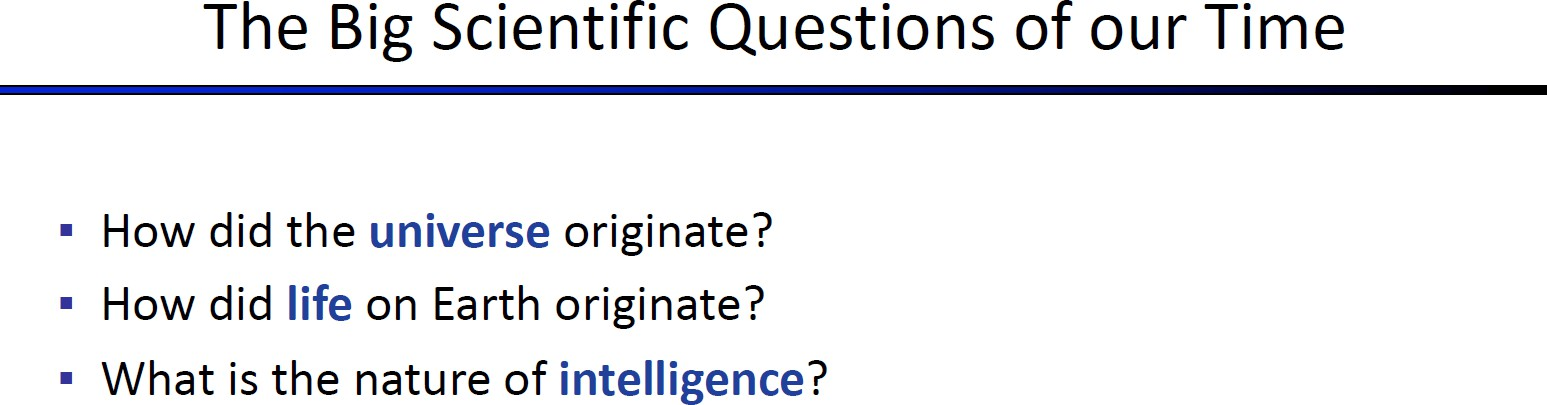 The Big Scientific Questions of our Time
▪ How did the universe originate?
▪ How did life on Earth originate?
▪ What is the nature of intelligence?